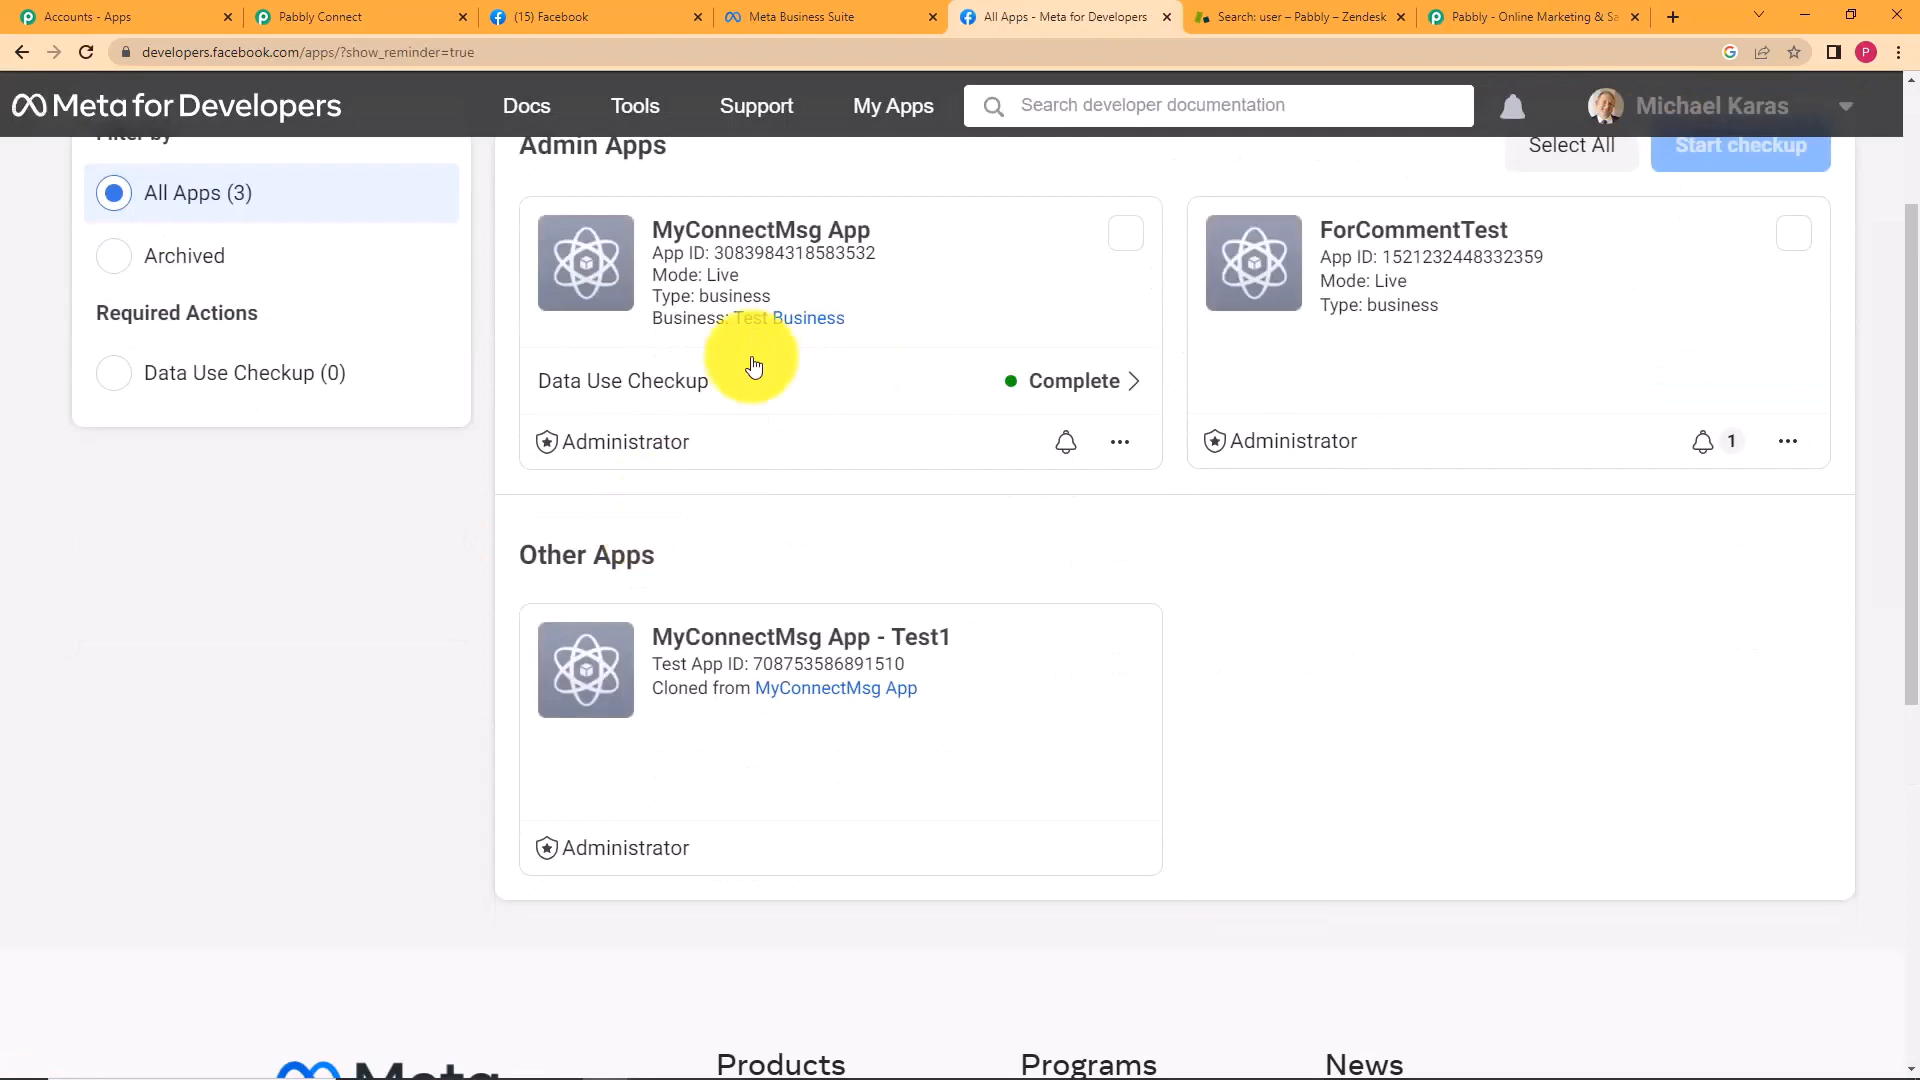 Accounts - Apps
Pabbly Connect
(15) Facebook
Meta Business Suite
All Apps - Meta for Developers
Search: user – Pabbly – Zendesk
Pabbly - Online Marketing & Sa
developers.facebook.com/apps/?show_reminder=true
P
Meta for Developers
Docs
Tools
Support
My Apps
Search developer documentation
Michael Karas
Filter by
All Apps (3)
Archived
Required Actions
Data Use Checkup (0)
Admin Apps
Select All
Start checkup
MyConnectMsg App
App ID: 3083984318583532
Mode: Live
Type: business
Business: Test Business
Data Use Checkup
Complete
Administrator
ForCommentTest
App ID: 1521232448332359
Mode: Live
Type: business
Administrator
1
Other Apps
MyConnectMsg App - Test1
Test App ID: 708753586891510
Cloned from MyConnectMsg App
Administrator
Meta
Products
Programs
News